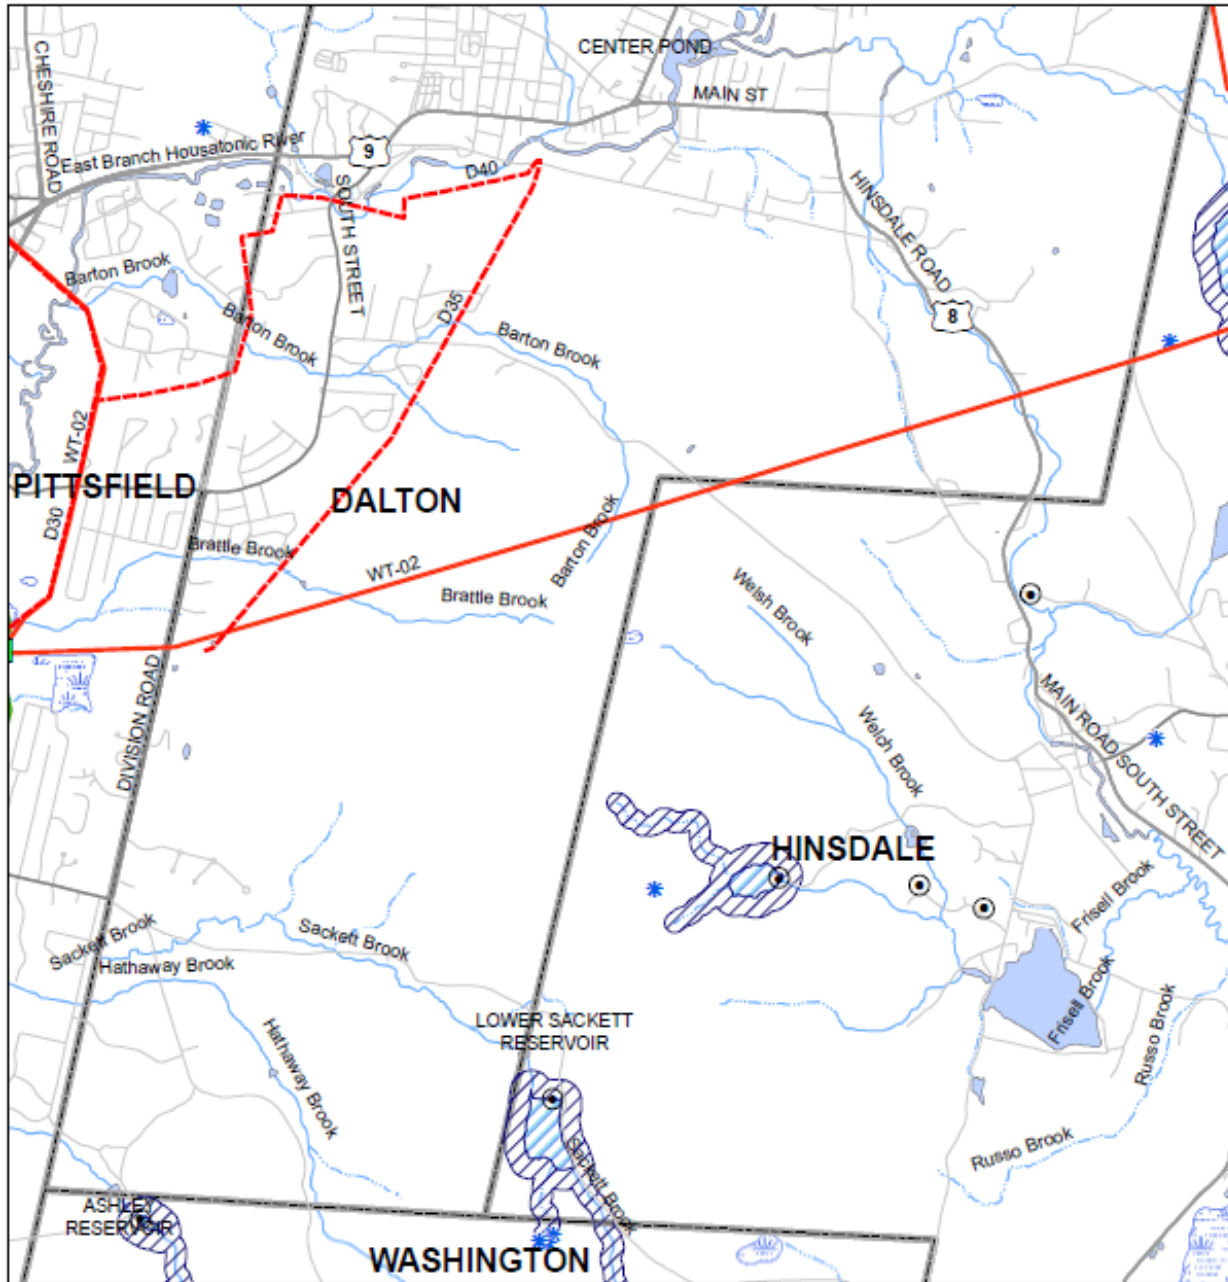 CENTER POND
CHESHIRE ROAD
MAIN ST
East Branch Housatonic River
9
D40
SOUTH STREET
HINSDALE ROAD
Barton Brook
8
Barton Brook
D35
Barton Brook
WT-02
PITTSFIELD
DALTON
D30
Barton Brook
Brattle Brook
WT-02
Brattle Brook
Welsh Brook
DIVISION ROAD
MAIN ROAD/SOUTH STREET
Welch Brook
HINSDALE
Frisell Brook
Sackett Brook
Sackett Brook
Hathaway Brook
Frisell Brook
LOWER SACKETT
RESERVOIR
Hathaway Brook
Russo Brook
Russo Brook
Sackett Brook
ASHLEY
RESERVOIR
WASHINGTON